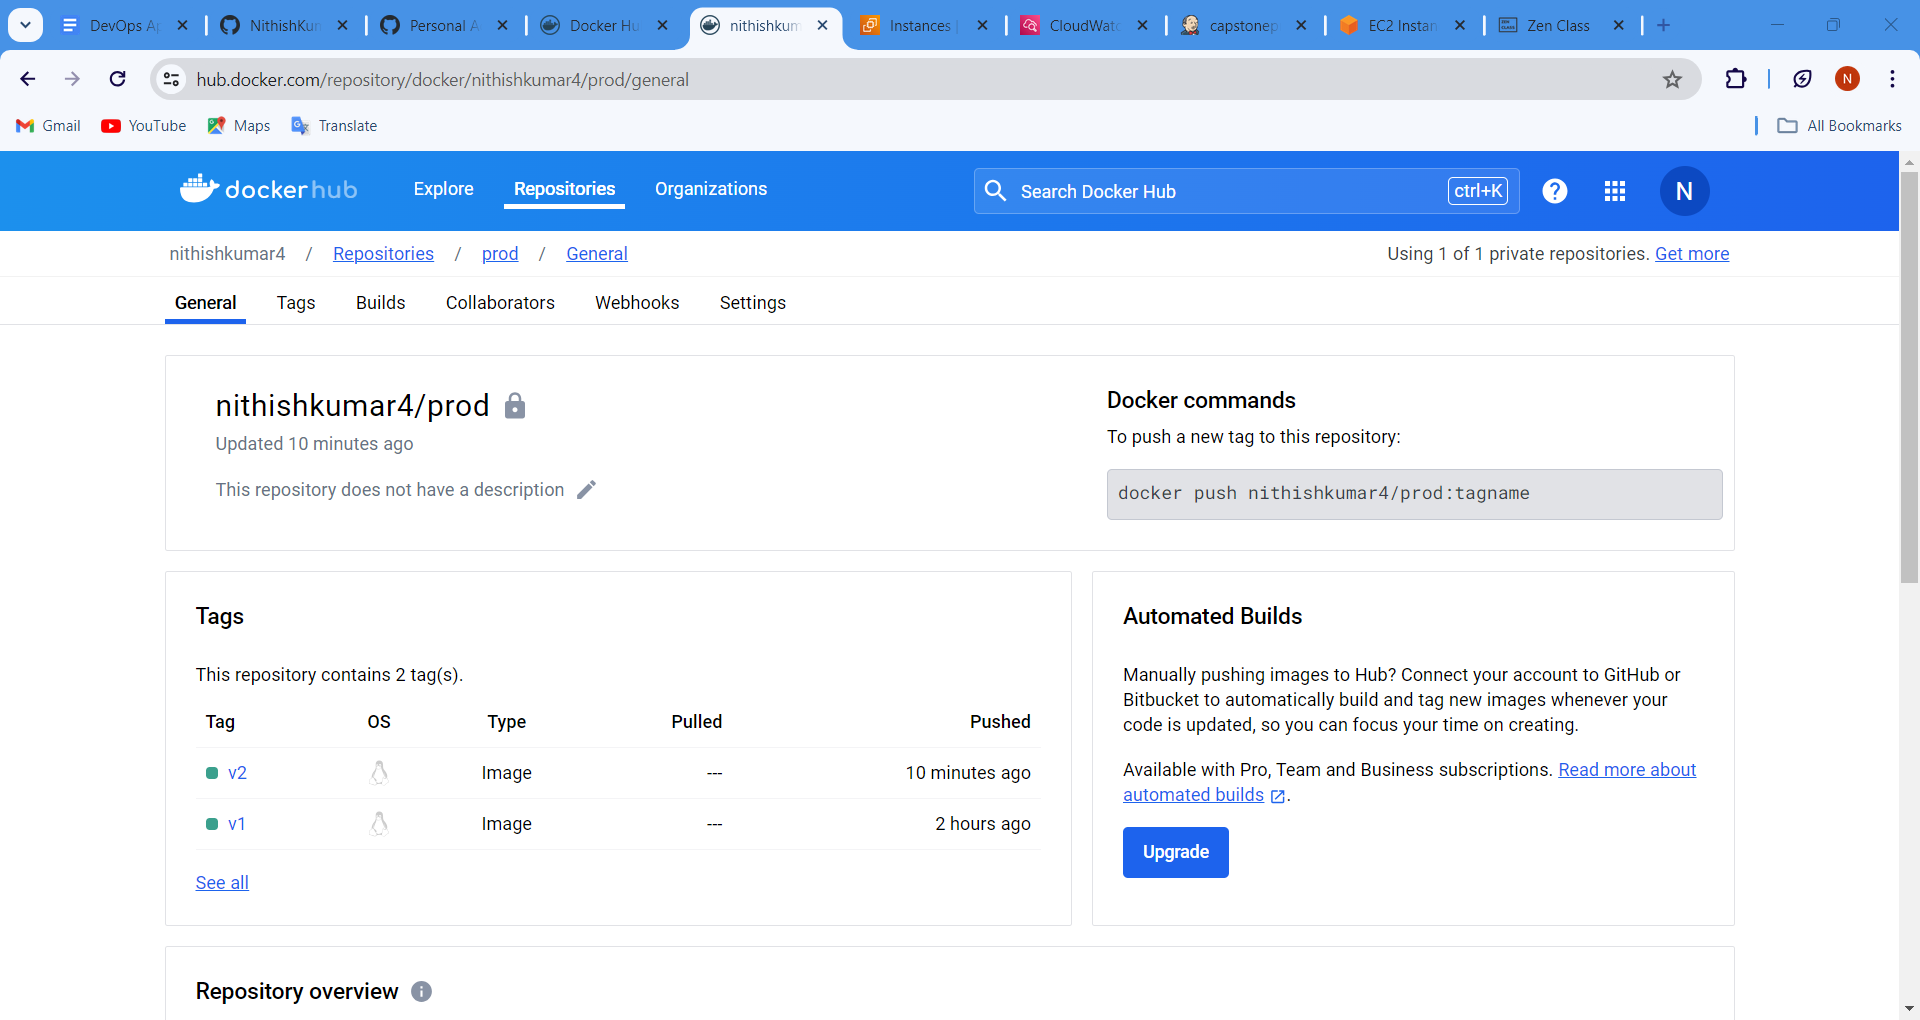 DevOps A
NithishKum
Personal A
Docker Hu
nithishkum
Instances
CloudWat
capstonep
EC2 Instan
Zen Class
hub.docker.com/repository/docker/nithishkumar4/prod/general
N
Gmail
YouTube
Maps
Translate
All Bookmarks
dockerhub
Explore
Repositories
Organizations
Search Docker Hub
ctrl+K
?
N
nithishkumar4 / Repositories / prod / General
Using 1 of 1 private repositories. Get more
General
Tags
Builds
Collaborators
Webhooks
Settings
nithishkumar4/prod
Updated 10 minutes ago
This repository does not have a description
Docker commands
To push a new tag to this repository:
docker push nithishkumar4/prod:tagname
Tags
This repository contains 2 tag(s).
Tag OS Type Pulled Pushed
v2 Image --- 10 minutes ago
v1 Image --- 2 hours ago
See all
Automated Builds
Manually pushing images to Hub? Connect your account to GitHub or
Bitbucket to automatically build and tag new images whenever your
code is updated, so you can focus your time on creating.
Available with Pro, Team and Business subscriptions. Read more about
automated builds .
Upgrade
Repository overview